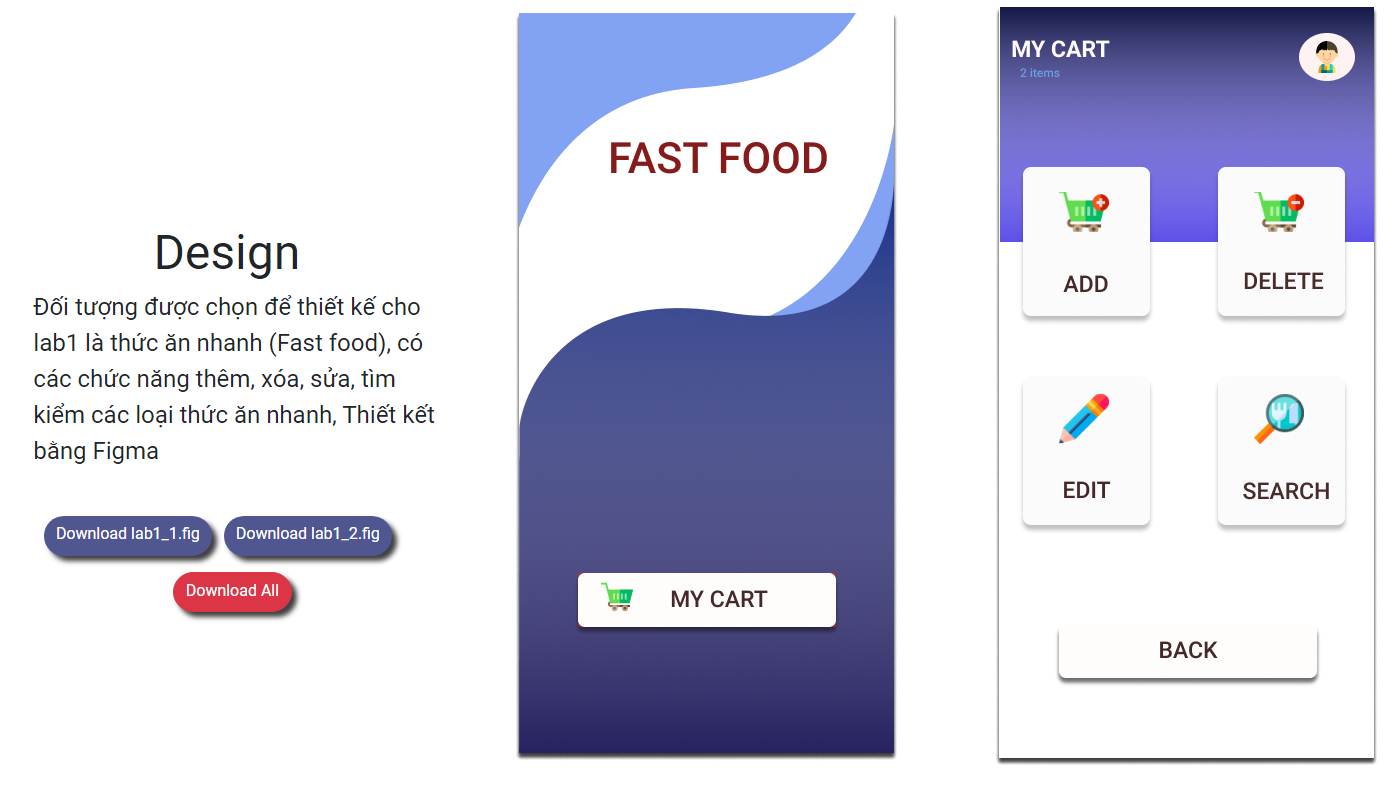 Design
Đối tượng được chọn để thiết kế cho
lab1 là thức ăn nhanh (Fast food), có
các chức năng thêm, xóa, sửa, tìm
kiểm các loại thức ăn nhanh, Thiết kết
bằng Figma
Download lab1_1.fig
Download lab1_2.fig
Download All
FAST FOOD
MY CART
MY CART
2 items
ADD
DELETE
EDIT
SEARCH
BACK